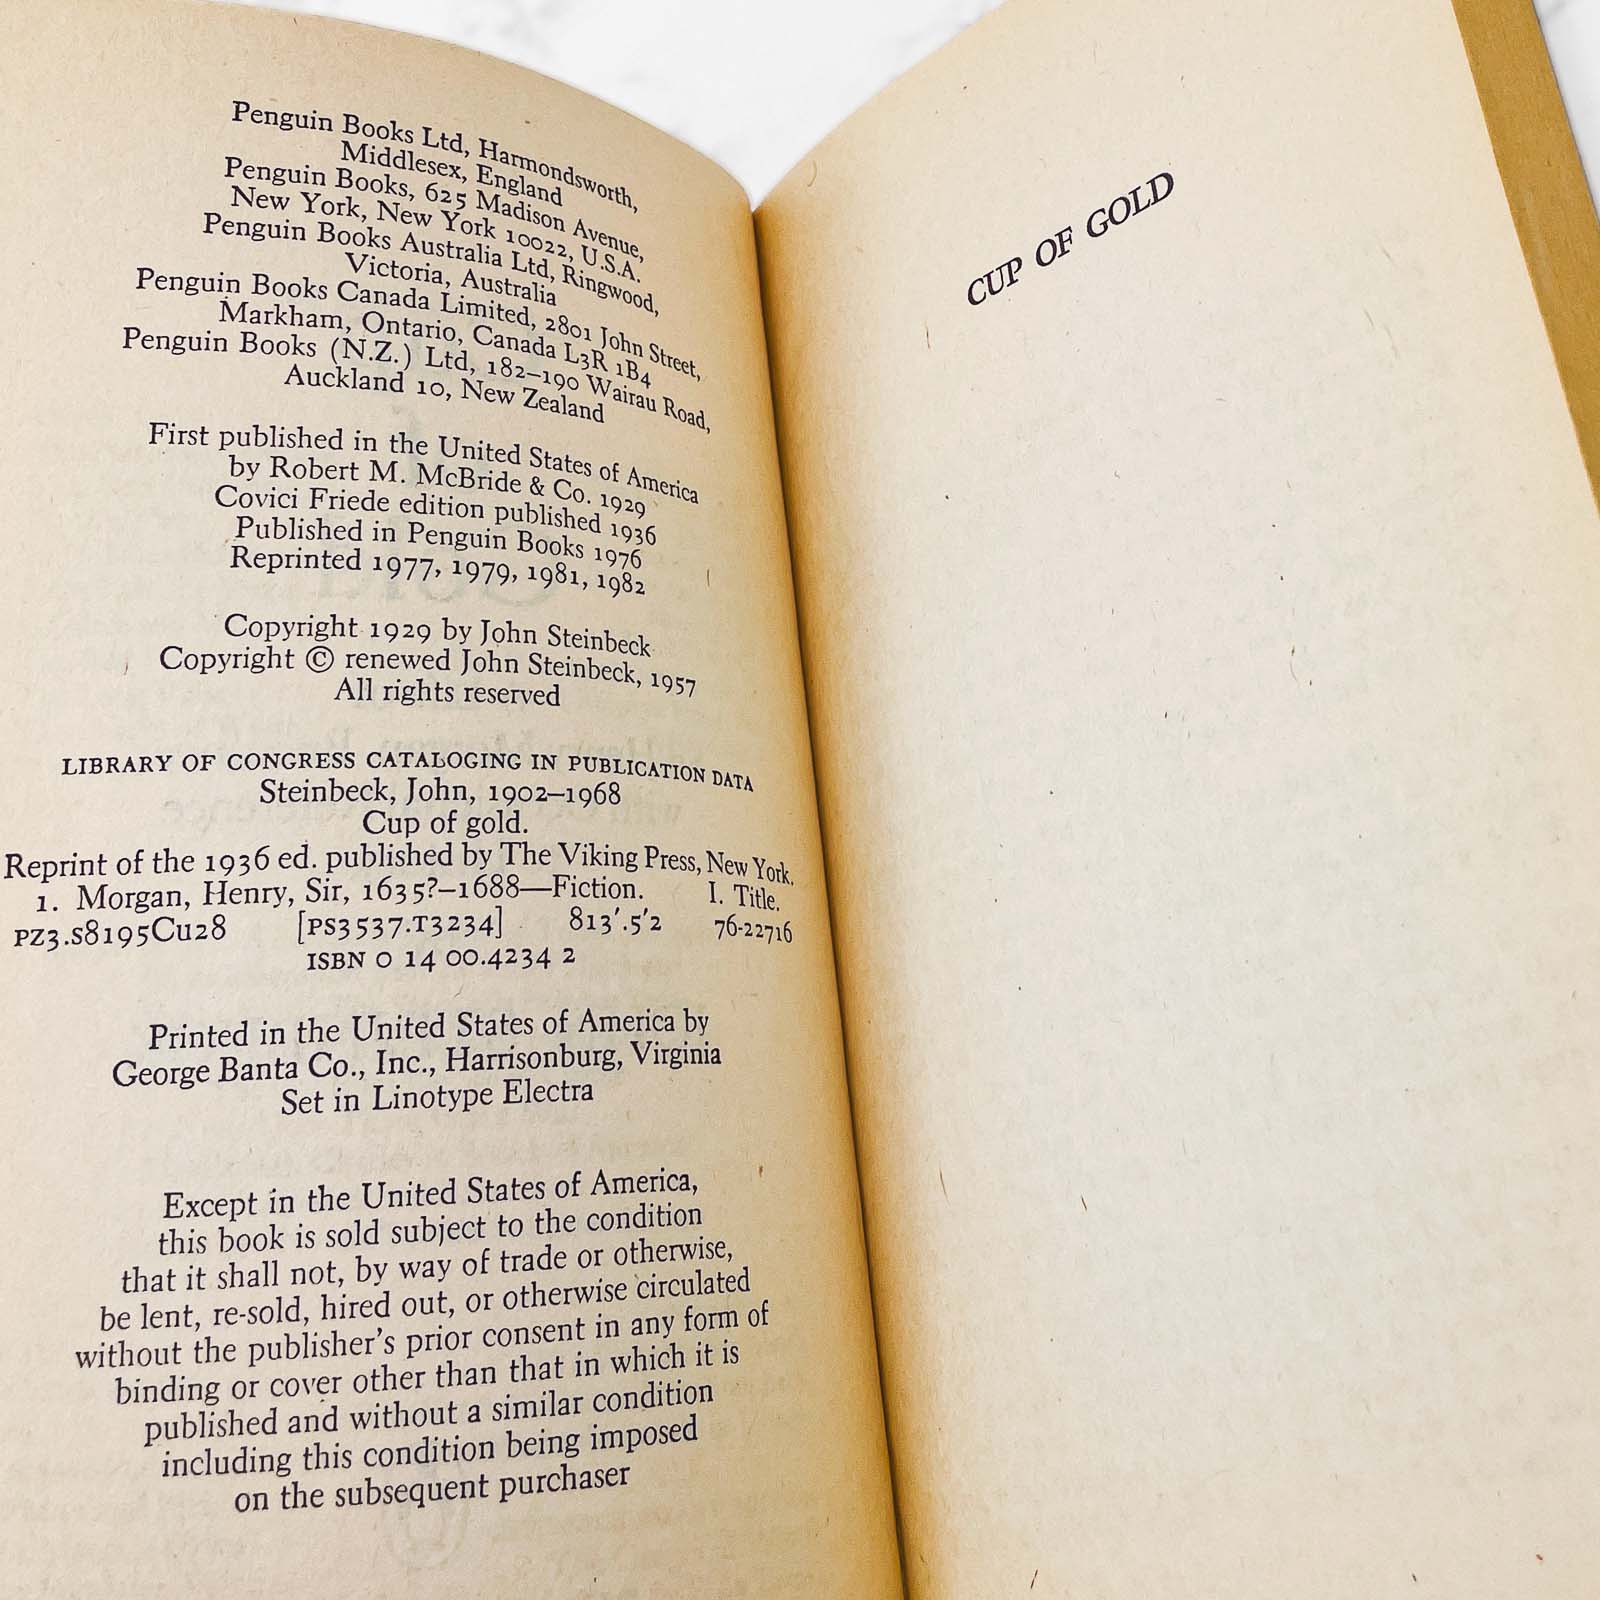 Penguin Books Ltd, Harmondsworth,
Middlesex, England
Penguin Books, 625 Madison Avenue,
New York, New York 10022, U.S.A.
Penguin Books Australia Ltd, Ringwood,
Victoria, Australia
Penguin Books Canada Limited, 2801 John Street,
Markham, Ontario, Canada L3R 1B4
Penguin Books (N.Z.) Ltd, 182–190 Wairau Road,
Auckland 10, New Zealand
First published in the United States of America
by Robert M. McBride & Co. 1929
Covici Friede edition published 1936
Published in Penguin Books 1976
Reprinted 1977, 1979, 1981, 1982
Copyright 1929 by John Steinbeck
Copyright © renewed John Steinbeck, 1957
All rights reserved
LIBRARY OF CONGRESS CATALOGING IN PUBLICATION DATA
Steinbeck, John, 1902–1968
Cup of gold.
Reprint of the 1936 ed. published by The Viking Press, New York.
1. Morgan, Henry, Sir, 1635?–1688—Fiction. I. Title.
PZ3.S8195Cu28 [PS3537.T3234] 813′.5′2 76-22716
ISBN 0 14 00.4234 2
Printed in the United States of America by
George Banta Co., Inc., Harrisonburg, Virginia
Set in Linotype Electra
Except in the United States of America,
this book is sold subject to the condition
that it shall not, by way of trade or otherwise,
be lent, re-sold, hired out, or otherwise circulated
without the publisher's prior consent in any form of
binding or cover other than that in which it is
published and without a similar condition
including this condition being imposed
on the subsequent purchaser
CUP OF GOLD